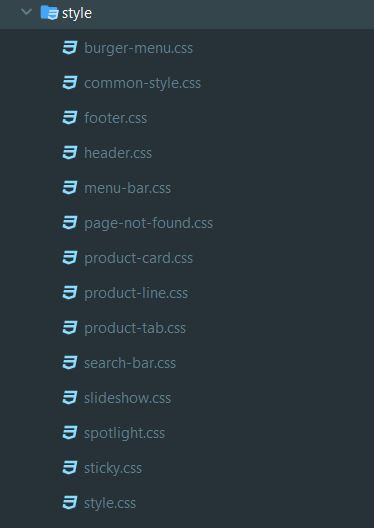 style
burger-menu.css
common-style.css
footer.css
header.css
menu-bar.css
page-not-found.css
product-card.css
product-line.css
product-tab.css
search-bar.css
slideshow.css
spotlight.css
sticky.css
style.css